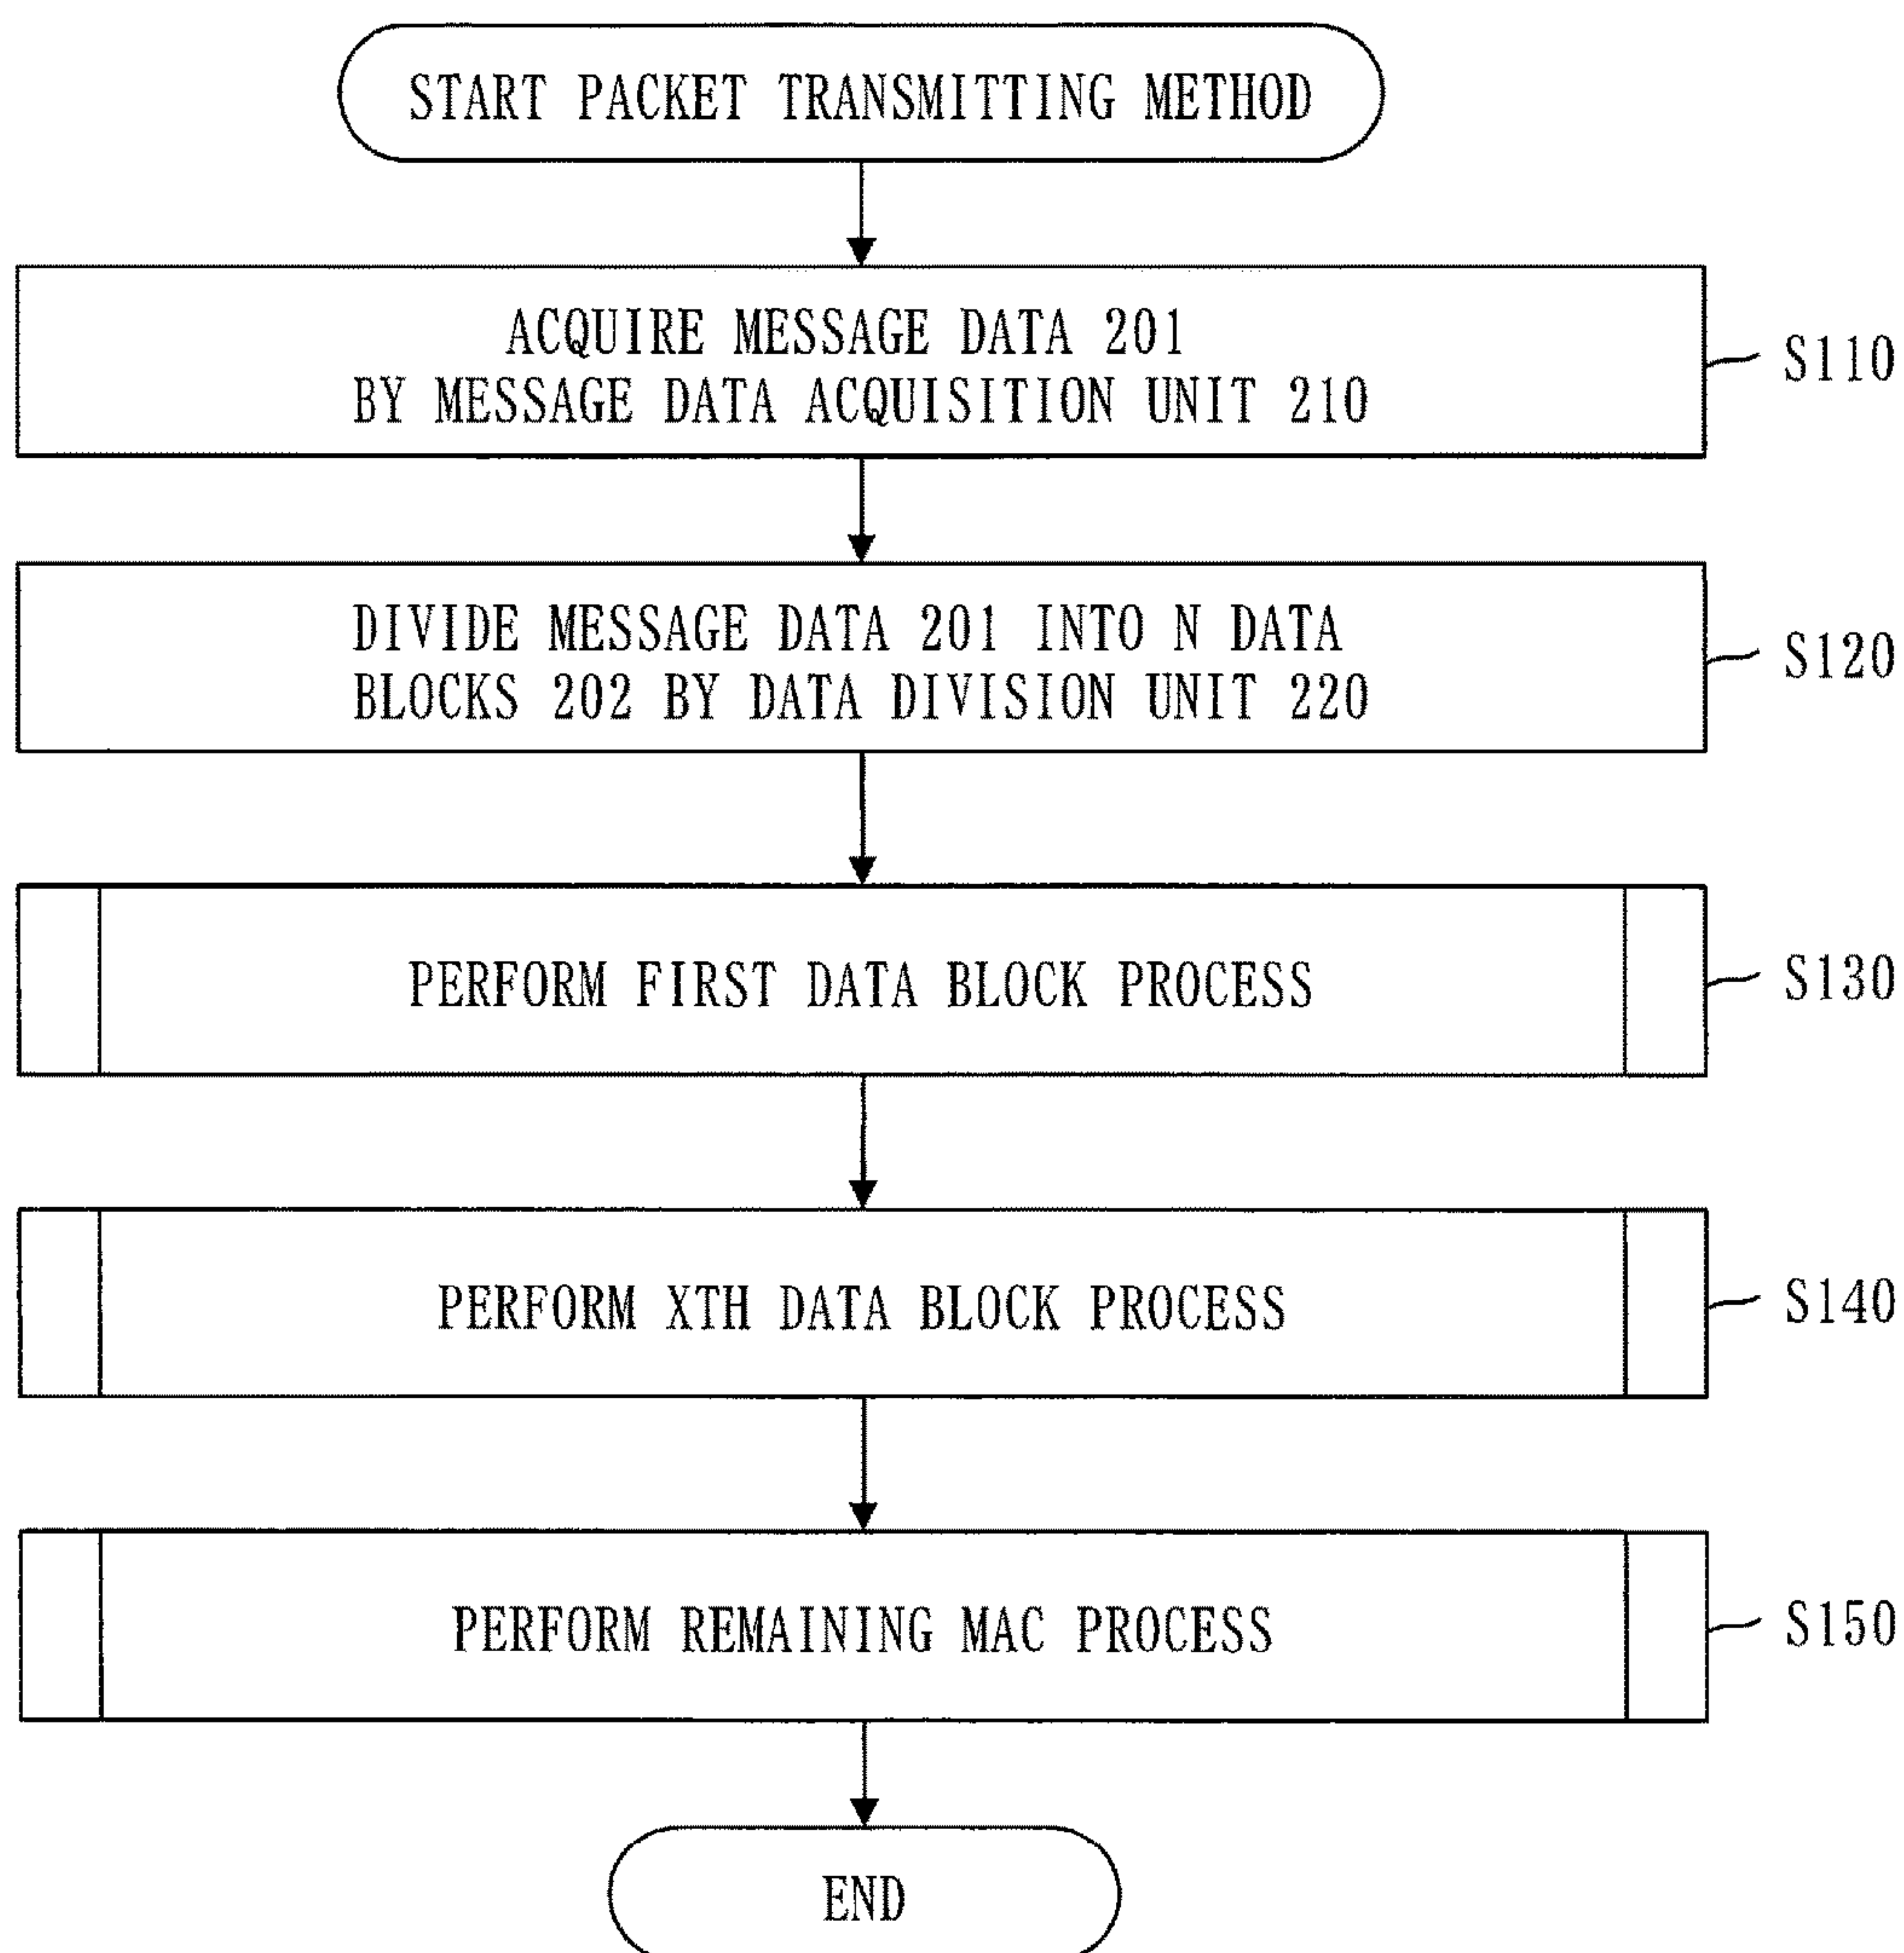 START PACKET TRANSMITTING METHOD
ACQUIRE MESSAGE DATA 201
BY MESSAGE DATA ACQUISITION UNIT 210
S110
DIVIDE MESSAGE DATA 201 INTO N DATA
BLOCKS 202 BY DATA DIVISION UNIT 220
S120
PERFORM FIRST DATA BLOCK PROCESS
S130
PERFORM XTH DATA BLOCK PROCESS
S140
PERFORM REMAINING MAC PROCESS
S150
END